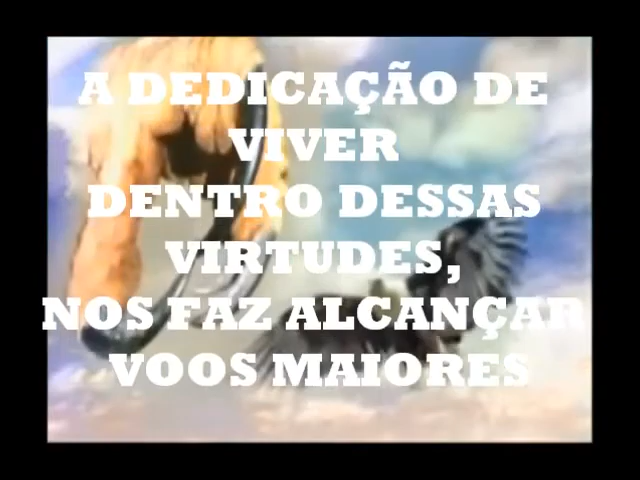 A DEDICAÇÃO DE
VIVER
DENTRO DESSAS
VIRTUDES,
NOS FAZ ALCANÇAR
VOOS MAIORES